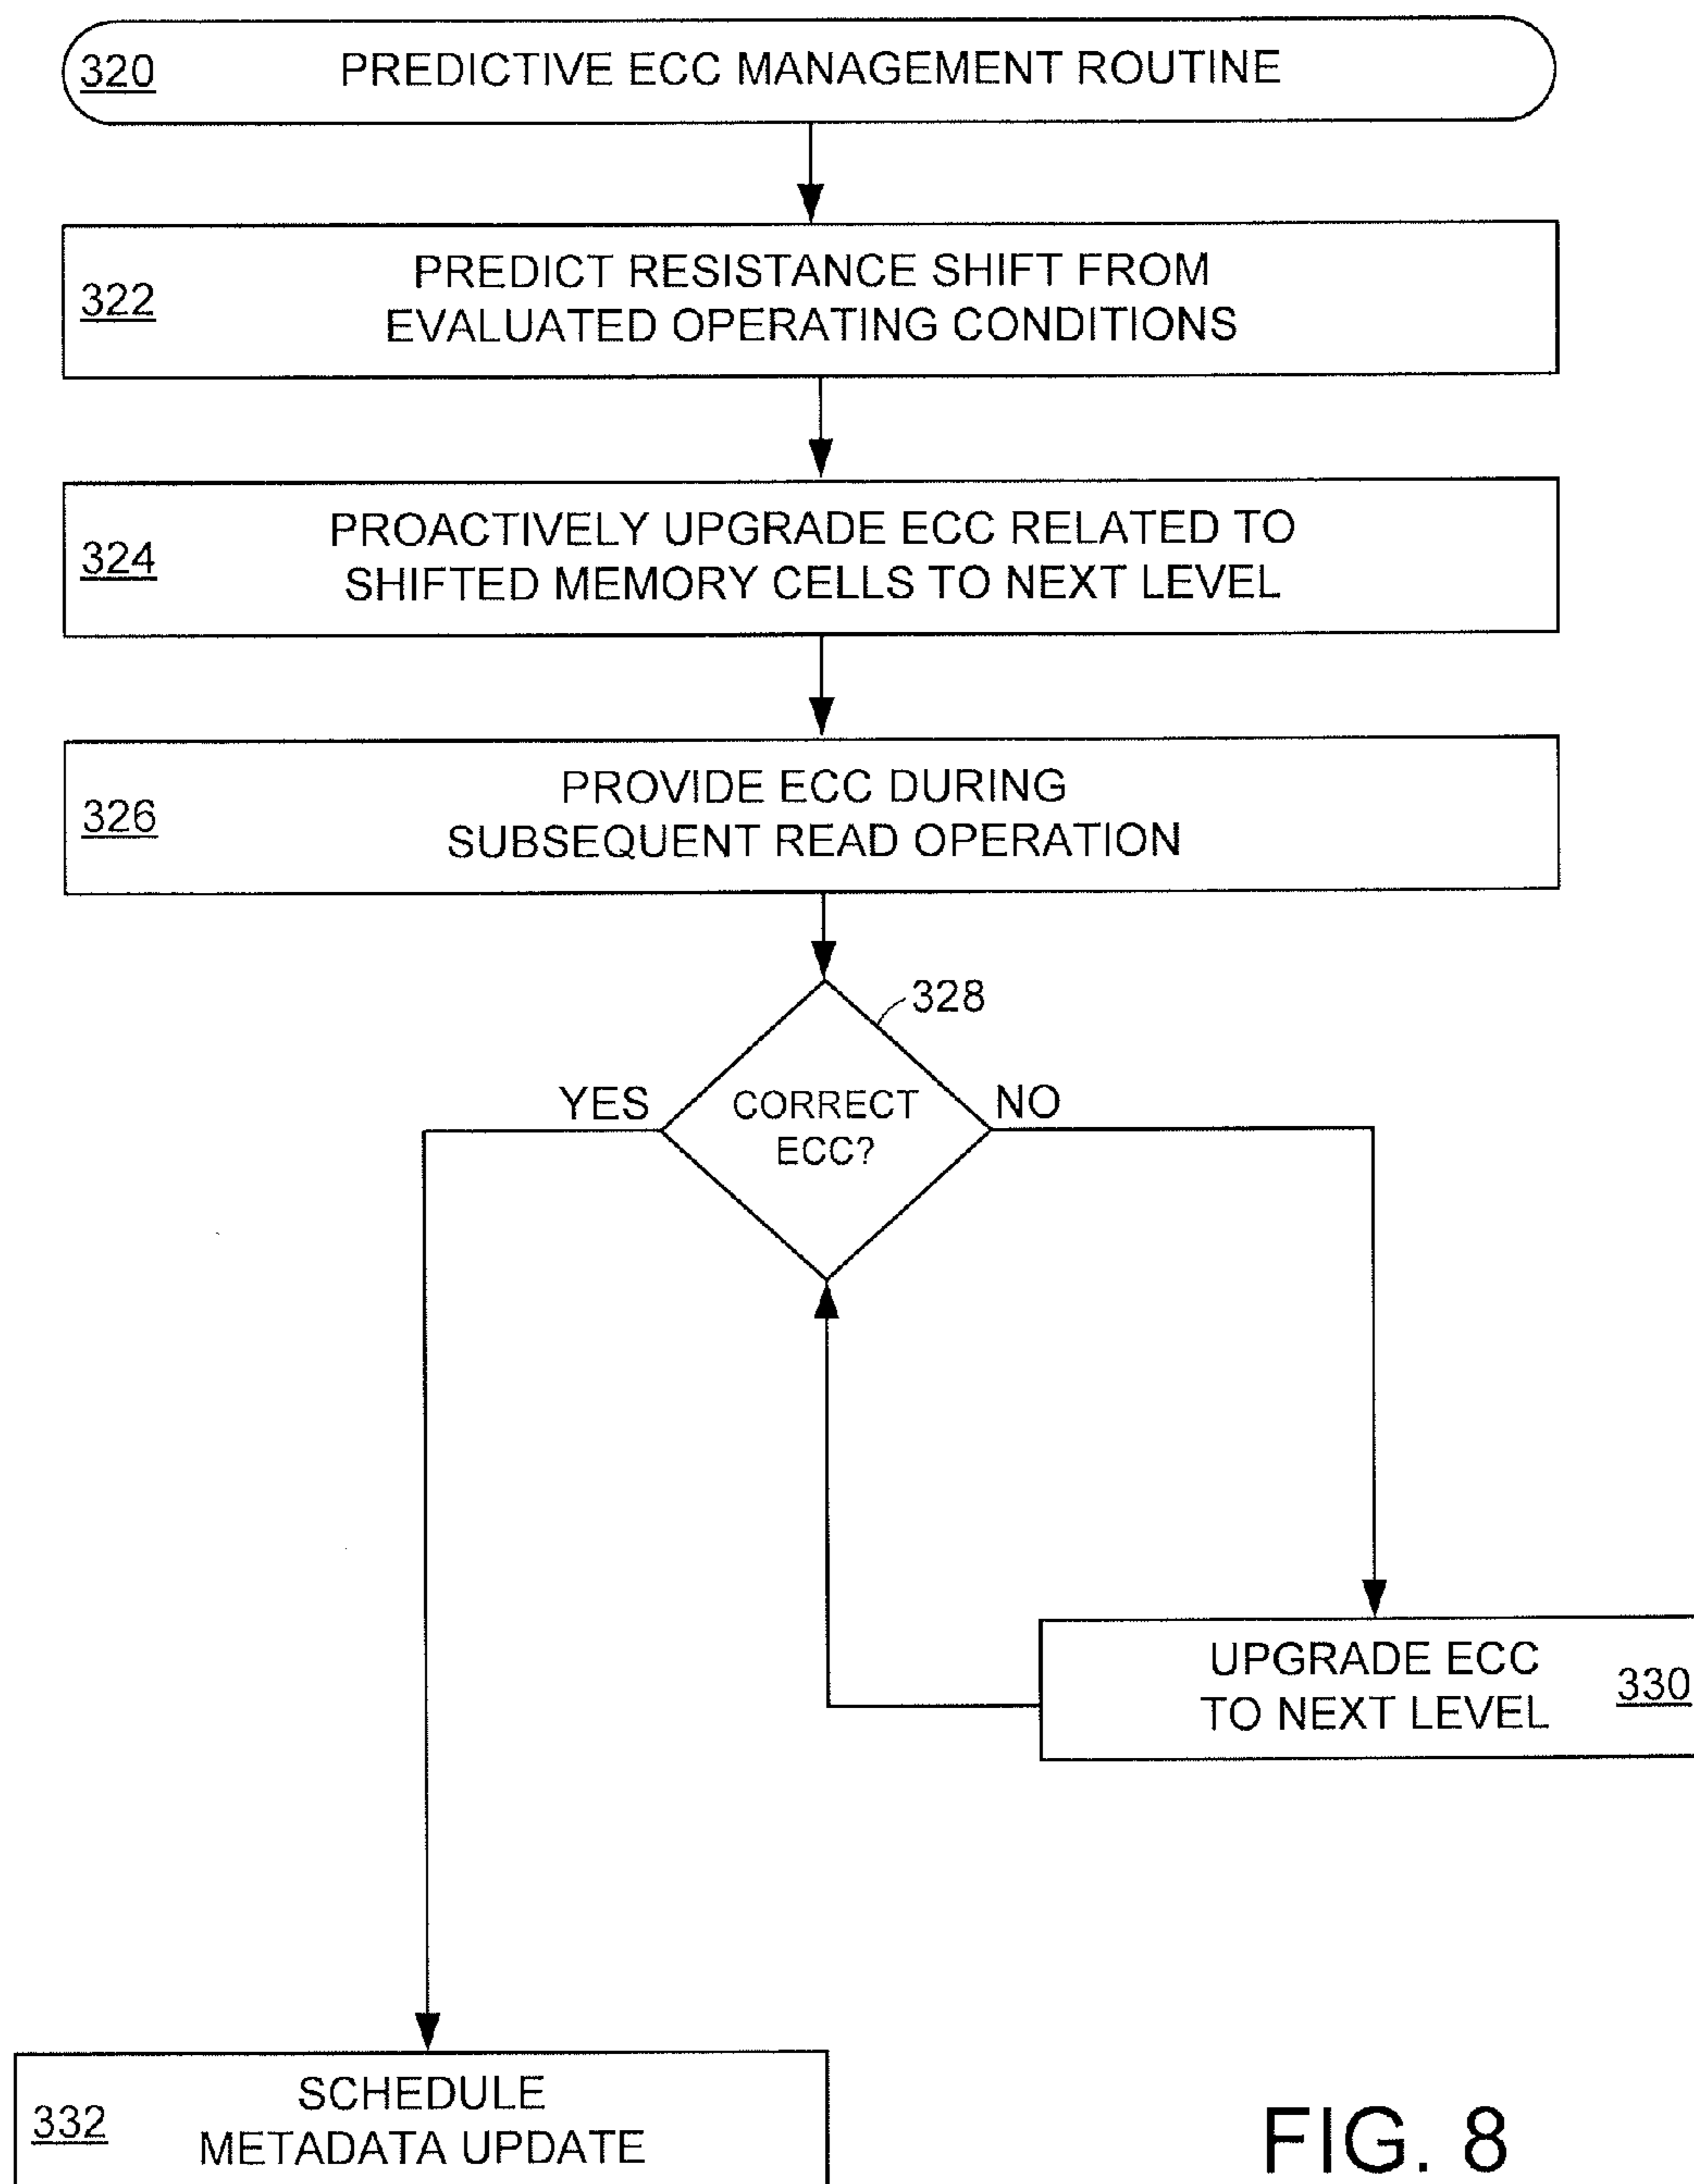 320 PREDICTIVE ECC MANAGEMENT ROUTINE
322 PREDICT RESISTANCE SHIFT FROM
EVALUATED OPERATING CONDITIONS
324 PROACTIVELY UPGRADE ECC RELATED TO
SHIFTED MEMORY CELLS TO NEXT LEVEL
326 PROVIDE ECC DURING
SUBSEQUENT READ OPERATION
328
YES
CORRECT
ECC?
NO
UPGRADE ECC
TO NEXT LEVEL
330
332
SCHEDULE
METADATA UPDATE
FIG. 8